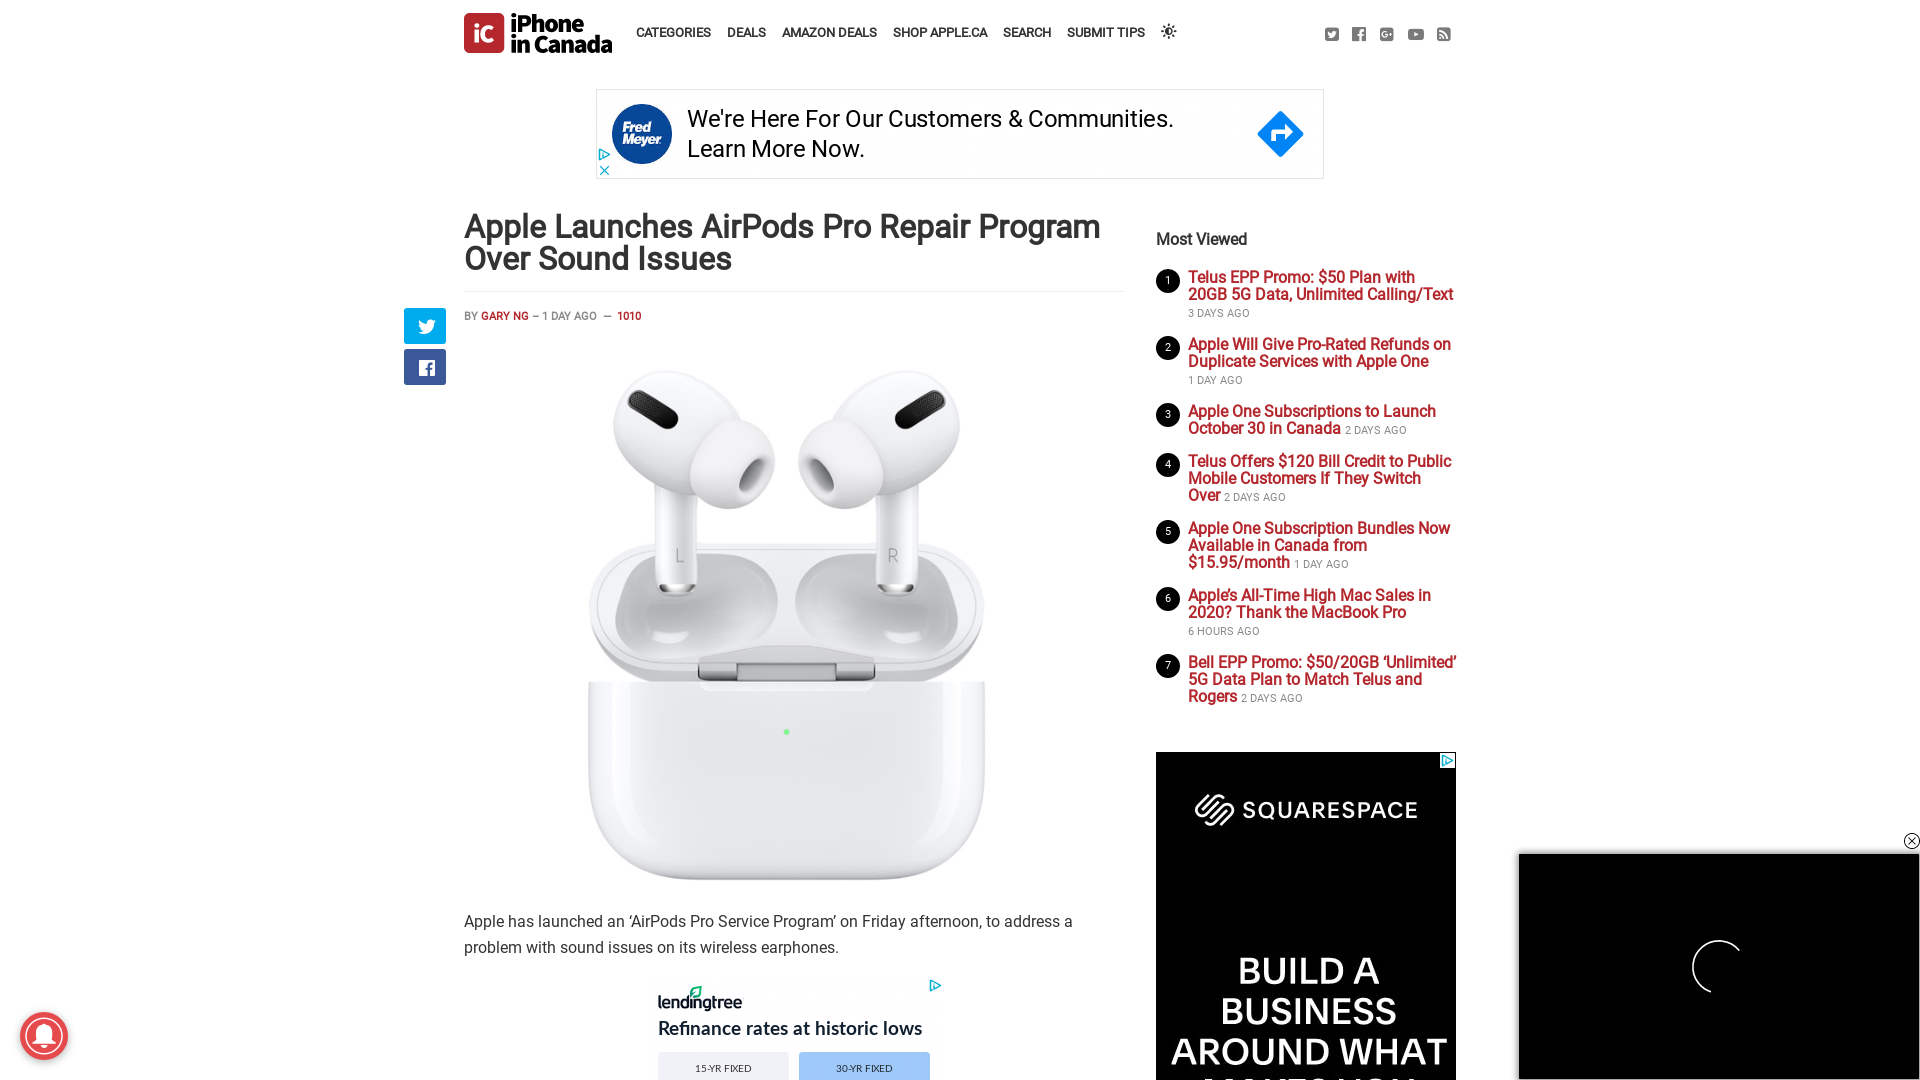 iC iPhone
in Canada
CATEGORIES DEALS AMAZON DEALS SHOP APPLE.CA SEARCH SUBMIT TIPS
Fred
Meyer
We're Here For Our Customers & Communities.
Learn More Now.
Apple Launches AirPods Pro Repair Program
Over Sound Issues
BY GARY NG – 1 DAY AGO — 1010
L R
Apple has launched an ‘AirPods Pro Service Program’ on Friday afternoon, to address a
problem with sound issues on its wireless earphones.
lendingtree
Refinance rates at historic lows
15-YR FIXED 30-YR FIXED
Most Viewed
1 Telus EPP Promo: $50 Plan with
20GB 5G Data, Unlimited Calling/Text
3 DAYS AGO
2 Apple Will Give Pro-Rated Refunds on
Duplicate Services with Apple One
1 DAY AGO
3 Apple One Subscriptions to Launch
October 30 in Canada 2 DAYS AGO
4 Telus Offers $120 Bill Credit to Public
Mobile Customers If They Switch
Over 2 DAYS AGO
5 Apple One Subscription Bundles Now
Available in Canada from
$15.95/month 1 DAY AGO
6 Apple’s All-Time High Mac Sales in
2020? Thank the MacBook Pro
6 HOURS AGO
7 Bell EPP Promo: $50/20GB ‘Unlimited’
5G Data Plan to Match Telus and
Rogers 2 DAYS AGO
SQUARESPACE
BUILD A
BUSINESS
AROUND WHAT